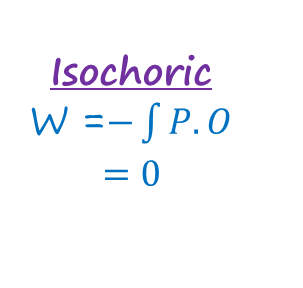 Isochoric
W =− ∫ P. O
= 0